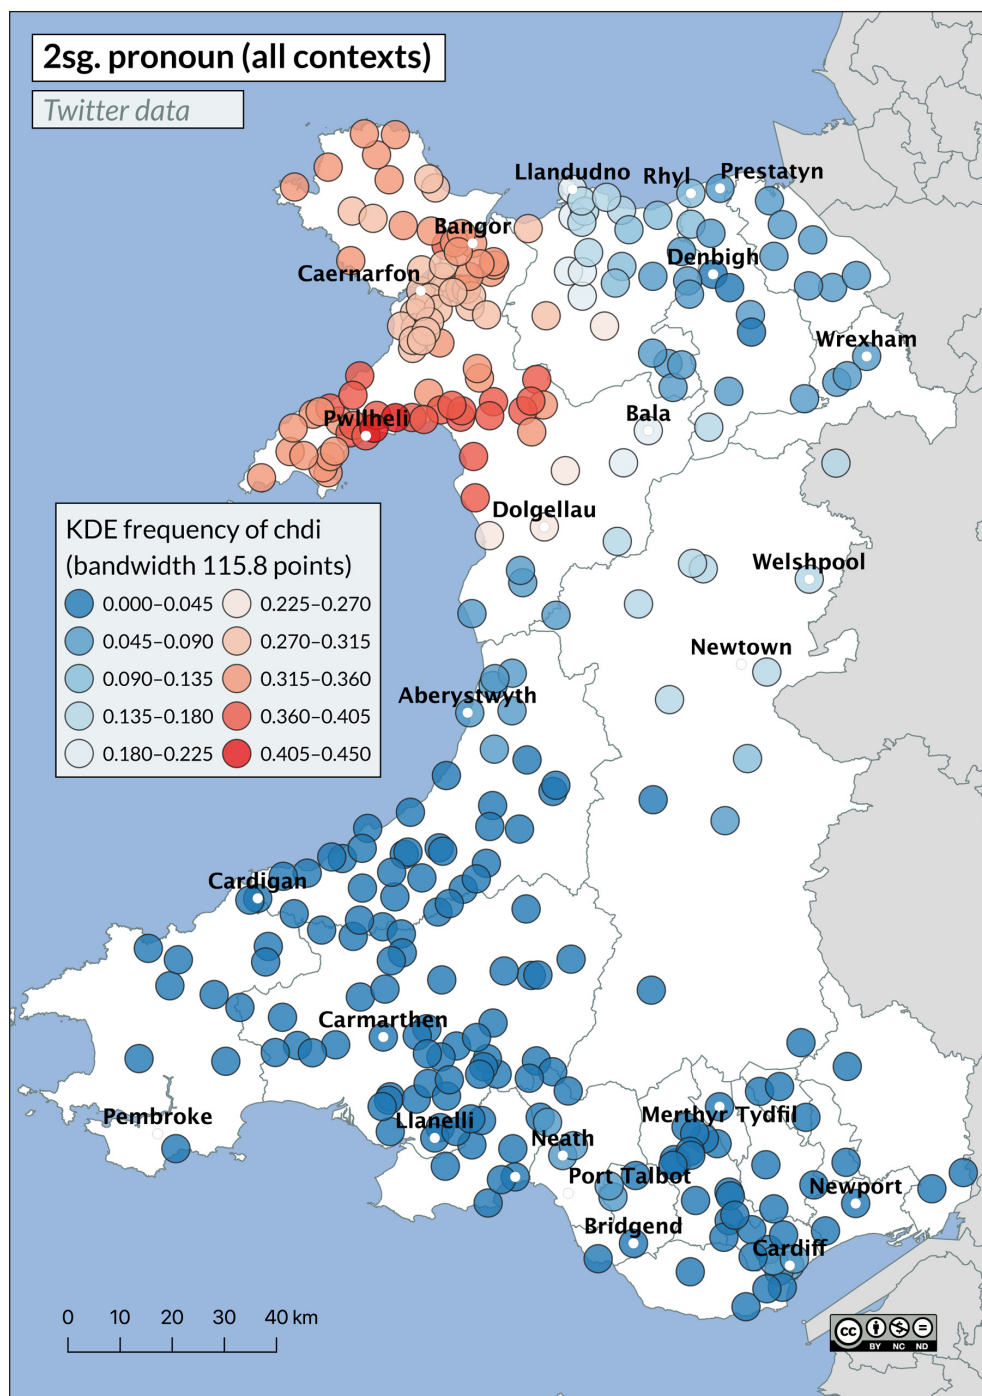 2sg. pronoun (all contexts)
Twitter data
Llandudno
Rhyl
Prestatyn
Bangor
Denbigh
Caernarfon
Wrexham
Pwllheli
Bala
Dolgellau
KDE frequency of chdi
(bandwidth 115.8 points)
0.000–0.045
0.225–0.270
0.045–0.090
0.270–0.315
0.090–0.135
0.315–0.360
0.135–0.180
0.360–0.405
0.180–0.225
0.405–0.450
Welshpool
Newtown
Aberystwyth
Cardigan
Carmarthen
Pembroke
Llanelli
Merthyr Tydfil
Neath
Port Talbot
Newport
Bridgend
Cardiff
0 10 20 30 40 km
cc
BY NC ND